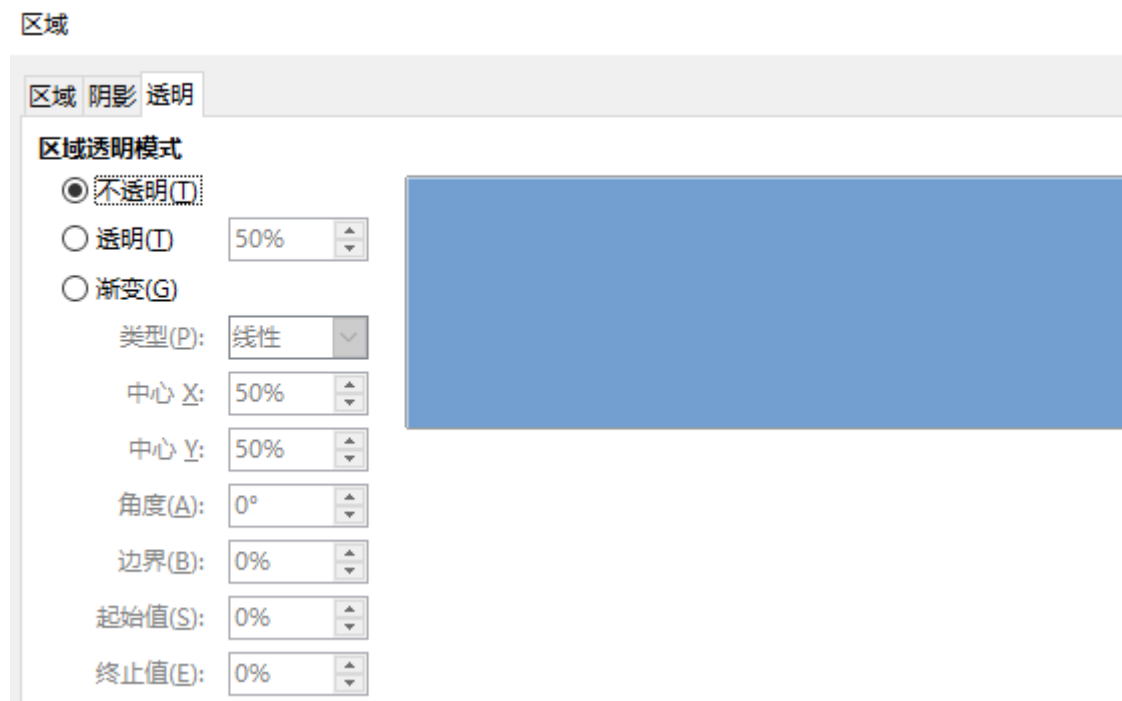 区域
区域 阴影 透明
区域透明模式
不透明(T)
透明(T) 50%
渐变(G)
类型(P): 线性
中心 X: 50%
中心 Y: 50%
角度(A): 0°
边界(B): 0%
起始值(S): 0%
终止值(E): 0%